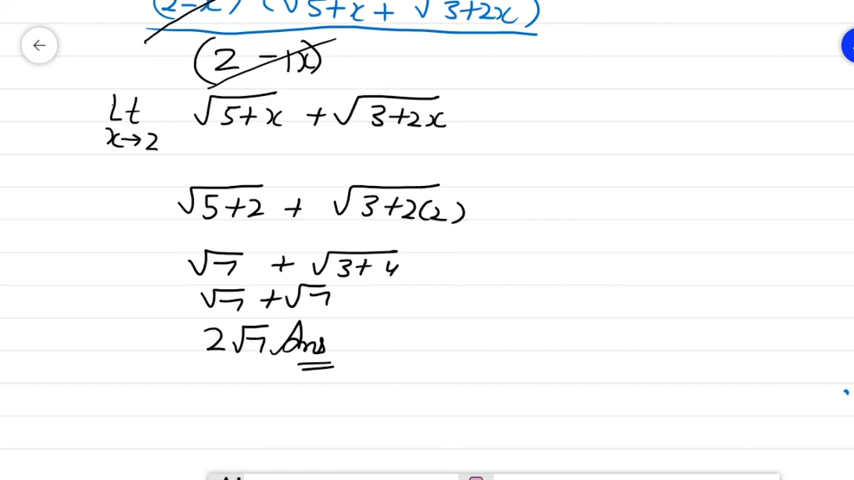 (2-x) (√5+x + √3+2x)
(2-x)
Lt x→2 √5+x + √3+2x
√5+2 + √3+2(2)
√7 + √3+4
√7 + √7
2√7 Ans